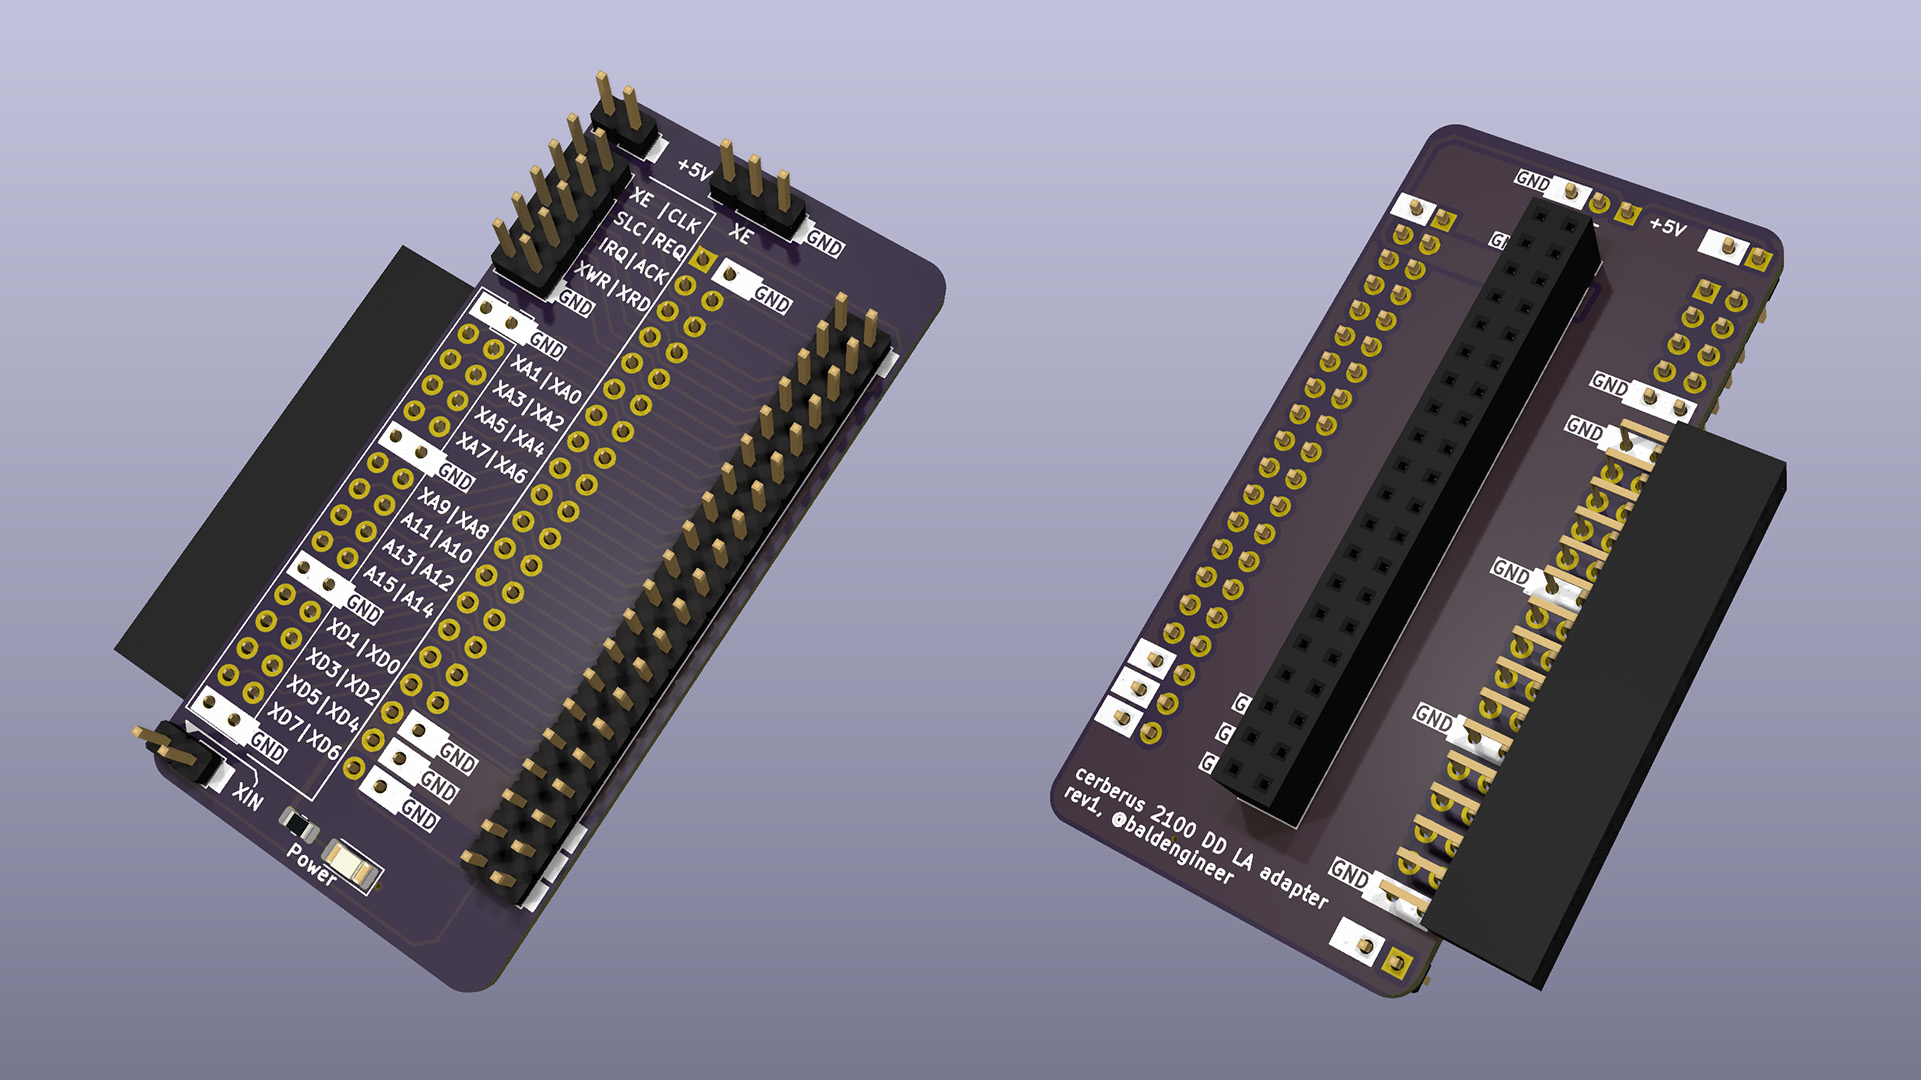 +5V
XE
GND
XE |CLK
SLC|REQ
IRQ|ACK
XWR|XRD
GND
GND
GND
XA1|XA0
XA3|XA2
XA5|XA4
XA7|XA6
GND
XA9|XA8
A11|A10
A13|A12
A15|A14
GND
XD1|XD0
XD3|XD2
XD5|XD4
XD7|XD6
GND
GND
GND
GND
XIN
Power
GND
+5V
GND
GND
GND
GND
GND
cerberus 2100 DD LA adapter
rev1, @baldengineer